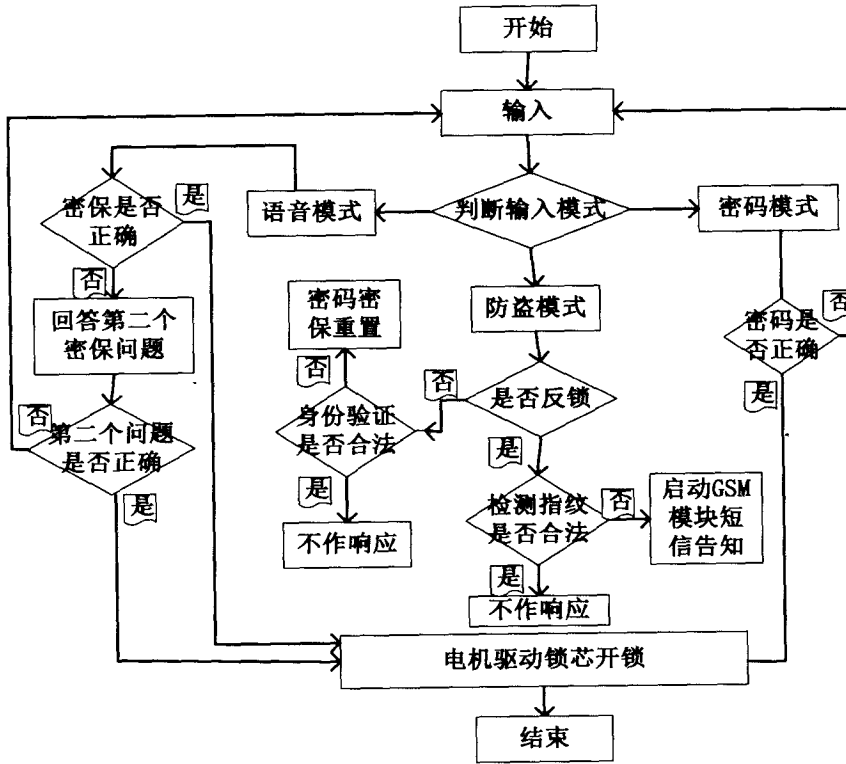 开始
输入
判断输入模式
语音模式
密码模式
密保是否
正确
是
否
回答第二个
密保问题
第二个问题
是否正确
否
是
防盗模式
密码密
保重置
否
身份验证
是否合法
是
不作响应
是否反锁
否
是
检测指纹
是否合法
否
启动GSM
模块短
信告知
是
不作响应
密码是
否正确
否
是
电机驱动锁芯开锁
结束